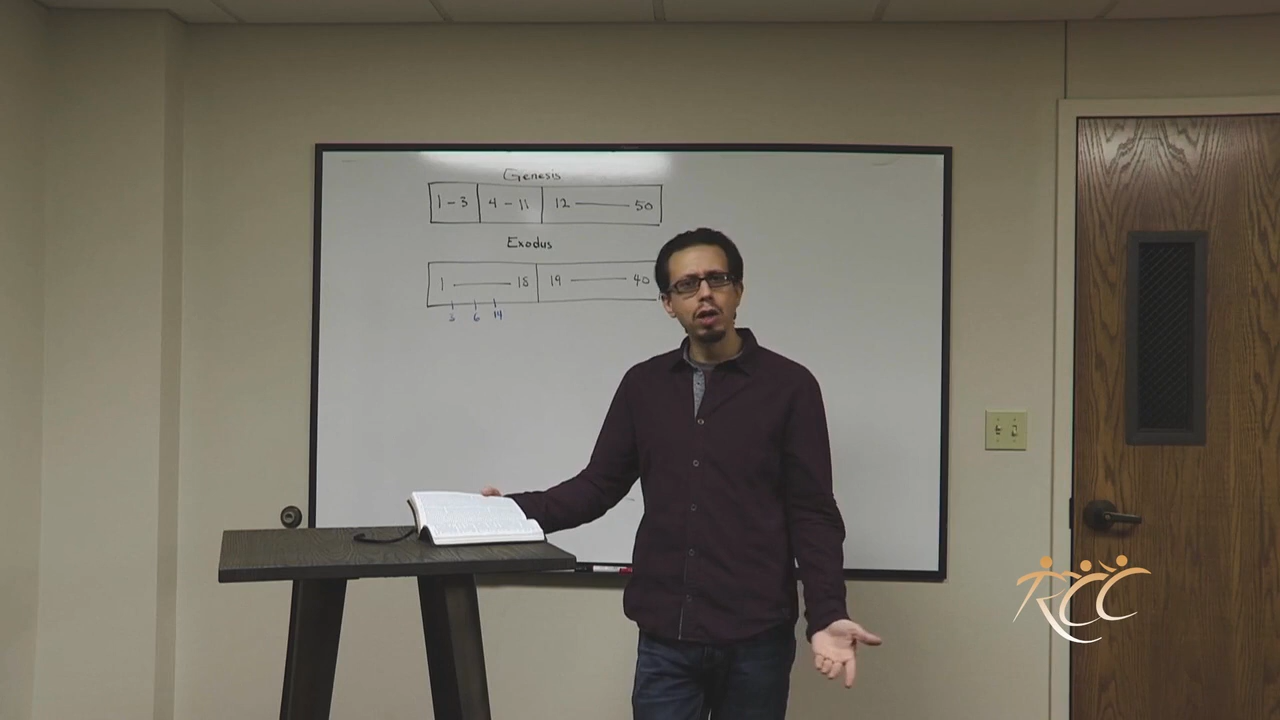 Genesis
1 - 3 4 - 11 12 —— 50
Exodus
1 —— 18 19 —— 40
3 6 14
RCC